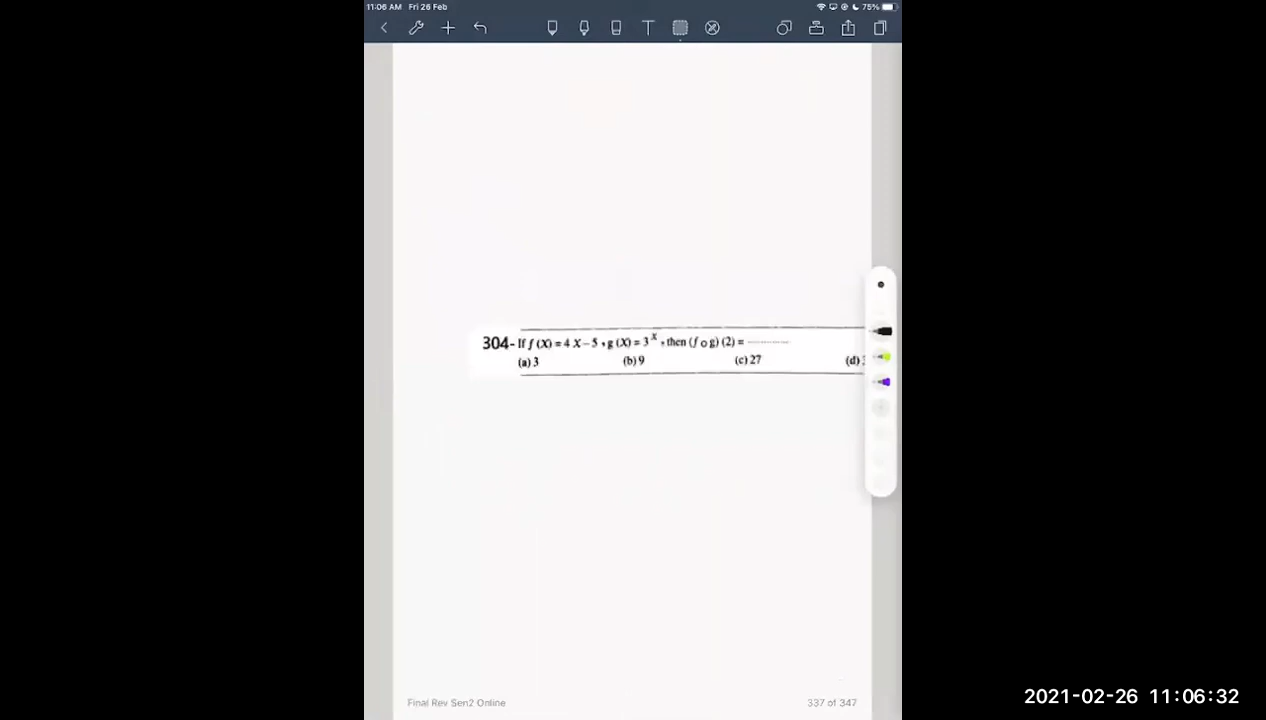 11:06 AM Fri 26 Feb
75%
304- If f (X) = 4 X – 5 , g (X) = 3^X , then (f o g) (2) = ················
(a) 3 (b) 9 (c) 27 (d)
Final Rev Sen2 Online
337 of 347
2021-02-26 11:06:32